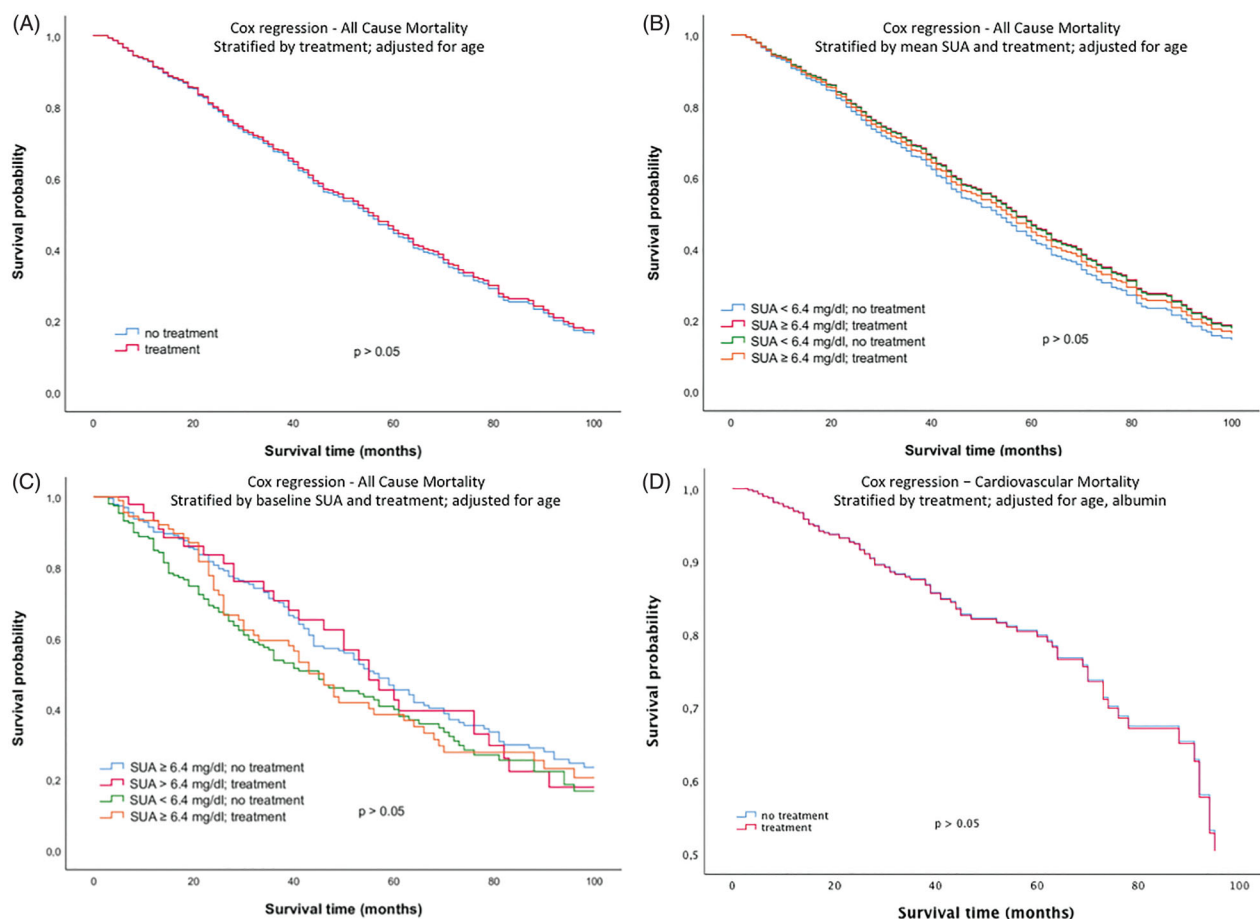 (A)
Cox regression - All Cause Mortality
Stratified by treatment; adjusted for age
1,0
0,8
0,6
0,4
0,2
0,0
Survival probability
no treatment
treatment
p > 0.05
0 20 40 60 80 100
Survival time (months)
(B)
Cox regression - All Cause Mortality
Stratified by mean SUA and treatment; adjusted for age
1,0
0,8
0,6
0,4
0,2
0,0
Survival probability
SUA < 6.4 mg/dl; no treatment
SUA ≥ 6.4 mg/dl; treatment
SUA < 6.4 mg/dl, no treatment
SUA ≥ 6.4 mg/dl; treatment
p > 0.05
0 20 40 60 80 100
Survival time (months)
(C)
Cox regression - All Cause Mortality
Stratified by baseline SUA and treatment; adjusted for age
1,0
0,8
0,6
0,4
0,2
0,0
Survival probability
SUA ≥ 6.4 mg/dl; no treatment
SUA > 6.4 mg/dl; treatment
SUA < 6.4 mg/dl; no treatment
SUA ≥ 6.4 mg/dl; treatment
p > 0.05
0 20 40 60 80 100
Survival time (months)
(D)
Cox regression – Cardiovascular Mortality
Stratified by treatment; adjusted for age, albumin
1,0
0,9
0,8
0,7
0,6
0,5
Survival probability
no treatment
treatment
p > 0.05
0 20 40 60 80 100
Survival time (months)